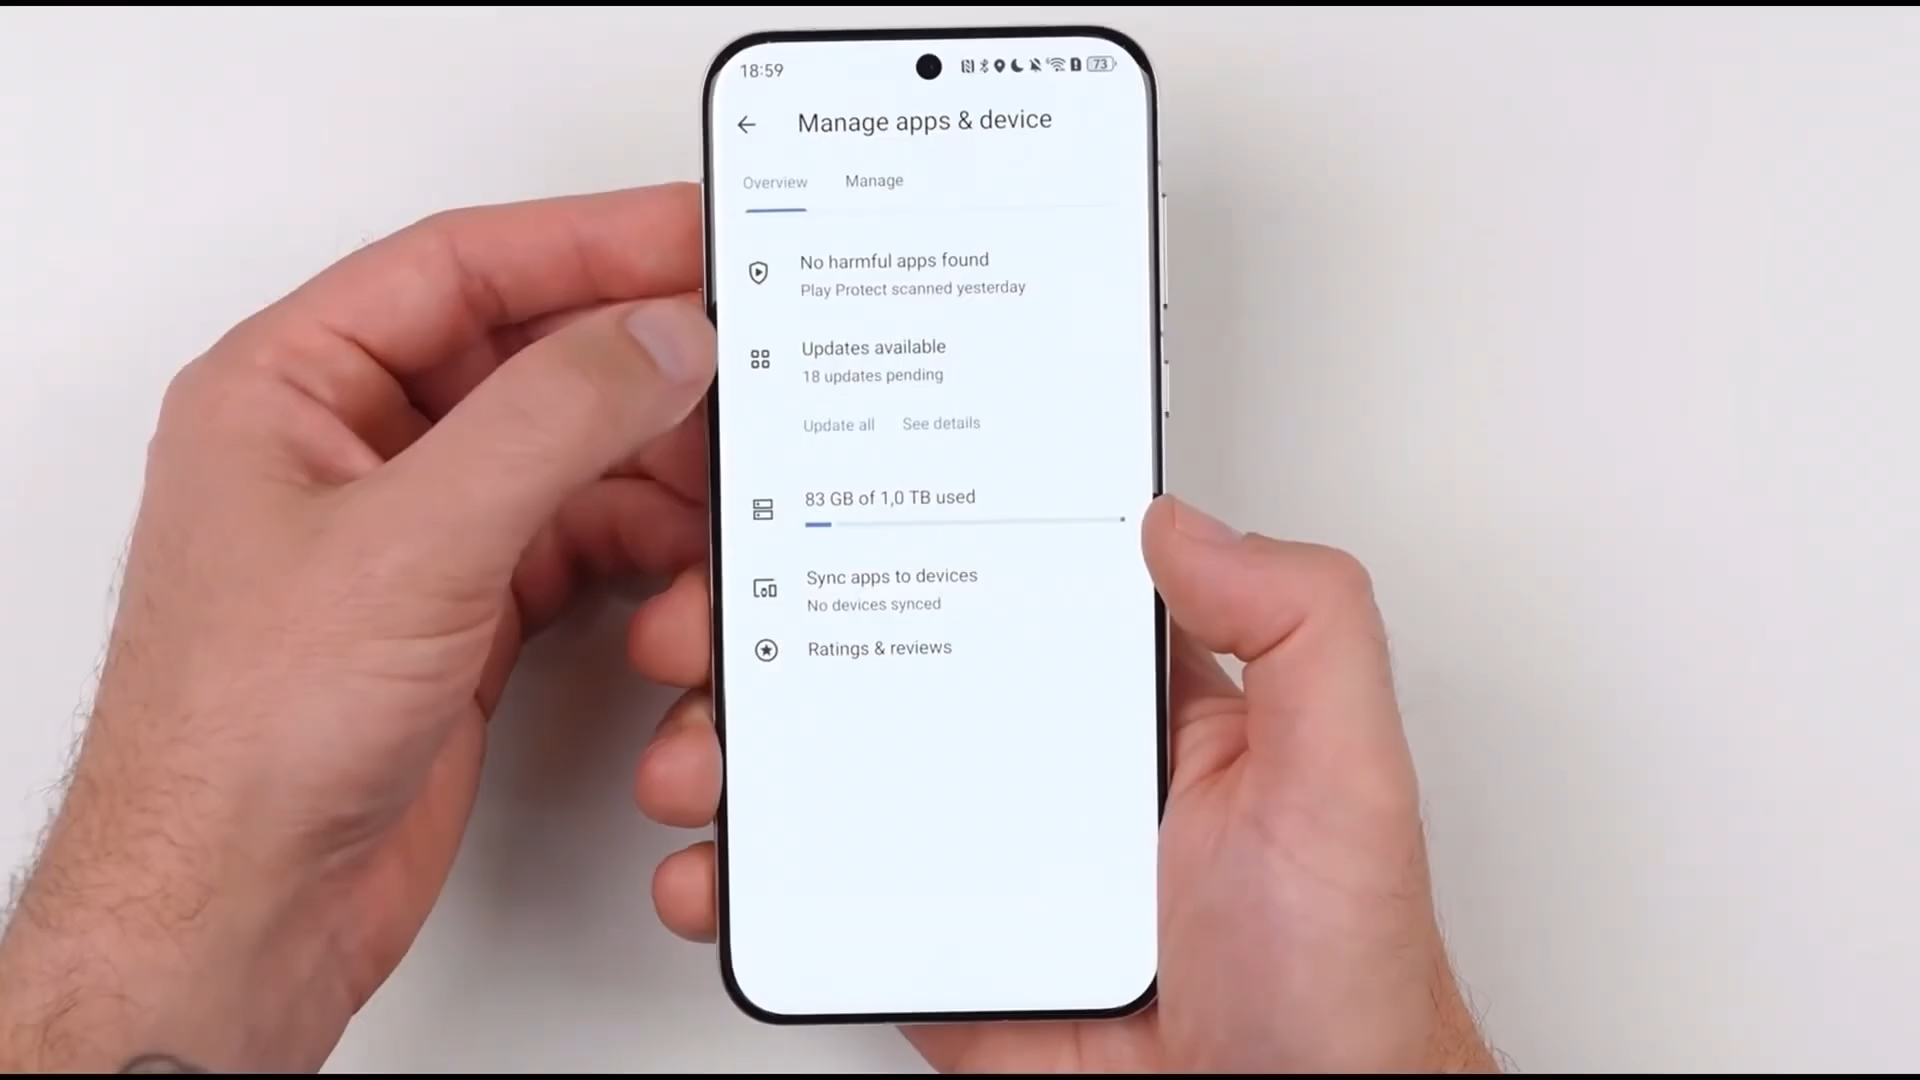 18:59
73
Manage apps & device
Overview Manage
No harmful apps found
Play Protect scanned yesterday
Updates available
18 updates pending
Update all See details
83 GB of 1,0 TB used
Sync apps to devices
No devices synced
Ratings & reviews